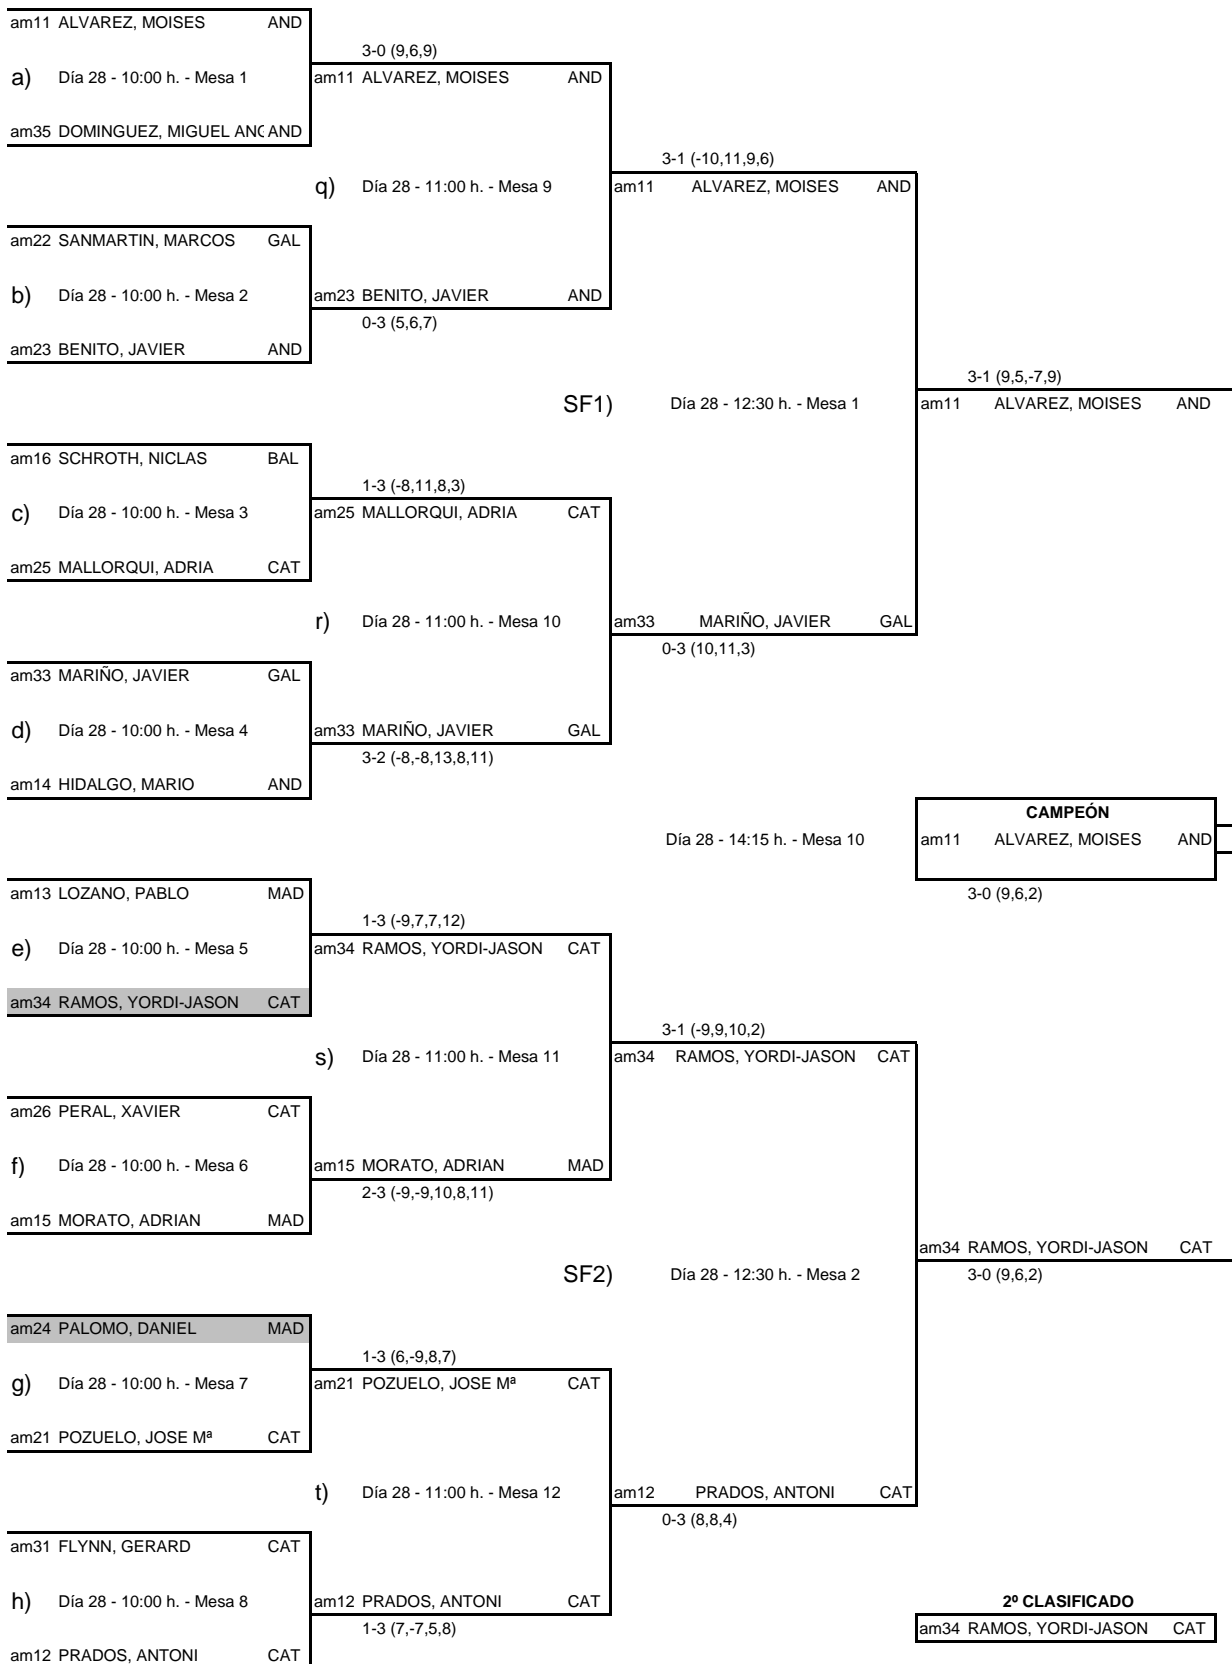 am11 ALVAREZ, MOISES AND
3-0 (9,6,9)
a) Día 28 - 10:00 h. - Mesa 1 am11 ALVAREZ, MOISES AND
am35 DOMINGUEZ, MIGUEL ANG AND
3-1 (-10,11,9,6)
q) Día 28 - 11:00 h. - Mesa 9 am11 ALVAREZ, MOISES AND
am22 SANMARTIN, MARCOS GAL
b) Día 28 - 10:00 h. - Mesa 2 am23 BENITO, JAVIER AND
0-3 (5,6,7)
am23 BENITO, JAVIER AND
3-1 (9,5,-7,9)
SF1) Día 28 - 12:30 h. - Mesa 1 am11 ALVAREZ, MOISES AND
am16 SCHROTH, NICLAS BAL
1-3 (-8,11,8,3)
c) Día 28 - 10:00 h. - Mesa 3 am25 MALLORQUI, ADRIA CAT
am25 MALLORQUI, ADRIA CAT
r) Día 28 - 11:00 h. - Mesa 10 am33 MARIÑO, JAVIER GAL
0-3 (10,11,3)
am33 MARIÑO, JAVIER GAL
d) Día 28 - 10:00 h. - Mesa 4 am33 MARIÑO, JAVIER GAL
3-2 (-8,-8,13,8,11)
am14 HIDALGO, MARIO AND
CAMPEÓN
Día 28 - 14:15 h. - Mesa 10 am11 ALVAREZ, MOISES AND
am13 LOZANO, PABLO MAD 3-0 (9,6,2)
1-3 (-9,7,7,12)
e) Día 28 - 10:00 h. - Mesa 5 am34 RAMOS, YORDI-JASON CAT
am34 RAMOS, YORDI-JASON CAT
3-1 (-9,9,10,2)
s) Día 28 - 11:00 h. - Mesa 11 am34 RAMOS, YORDI-JASON CAT
am26 PERAL, XAVIER CAT
f) Día 28 - 10:00 h. - Mesa 6 am15 MORATO, ADRIAN MAD
2-3 (-9,-9,10,8,11)
am15 MORATO, ADRIAN MAD
am34 RAMOS, YORDI-JASON CAT
SF2) Día 28 - 12:30 h. - Mesa 2 3-0 (9,6,2)
am24 PALOMO, DANIEL MAD
1-3 (6,-9,8,7)
g) Día 28 - 10:00 h. - Mesa 7 am21 POZUELO, JOSE Mª CAT
am21 POZUELO, JOSE Mª CAT
t) Día 28 - 11:00 h. - Mesa 12 am12 PRADOS, ANTONI CAT
0-3 (8,8,4)
am31 FLYNN, GERARD CAT
h) Día 28 - 10:00 h. - Mesa 8 am12 PRADOS, ANTONI CAT 2º CLASIFICADO
1-3 (7,-7,5,8) am34 RAMOS, YORDI-JASON CAT
am12 PRADOS, ANTONI CAT